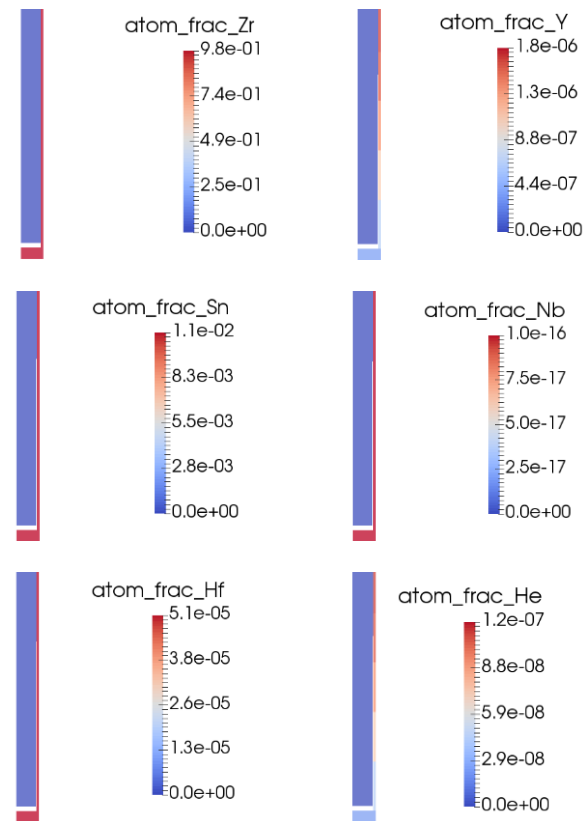 atom_frac_Zr
9.8e-01
7.4e-01
4.9e-01
2.5e-01
0.0e+00
atom_frac_Y
1.8e-06
1.3e-06
8.8e-07
4.4e-07
0.0e+00
atom_frac_Sn
1.1e-02
8.3e-03
5.5e-03
2.8e-03
0.0e+00
atom_frac_Nb
1.0e-16
7.5e-17
5.0e-17
2.5e-17
0.0e+00
atom_frac_Hf
5.1e-05
3.8e-05
2.6e-05
1.3e-05
0.0e+00
atom_frac_He
1.2e-07
8.8e-08
5.9e-08
2.9e-08
0.0e+00